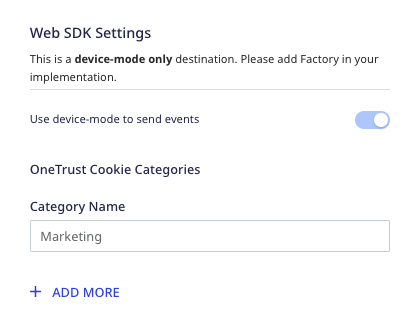 Web SDK Settings
This is a device-mode only destination. Please add Factory in your
implementation.
Use device-mode to send events
OneTrust Cookie Categories
Category Name
Marketing
+ ADD MORE